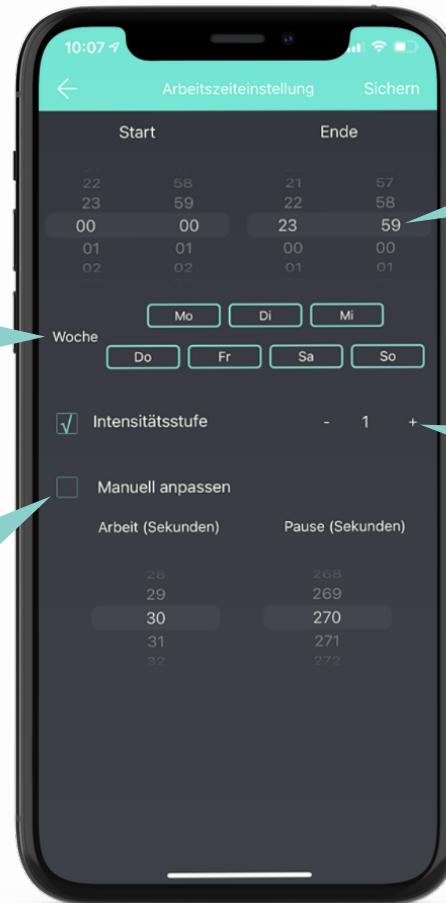 10:07
Arbeitszeiteinstellung Sichern
Start Ende
22 58 21 57
23 59 22 58
00 00 23 59
01 01 00 00
02 02 01 01
Mo Di Mi
Woche
Do Fr Sa So
√ Intensitätsstufe - 1 +
Manuell anpassen
Arbeit (Sekunden) Pause (Sekunden)
28 268
29 269
30 270
31 271
32 272